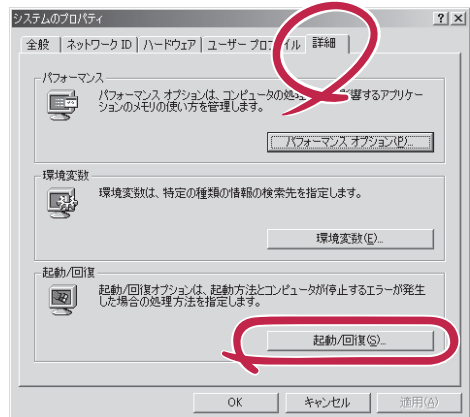 システムのプロパティ
全般 ネットワーク ID ハードウェア ユーザー プロファイル 詳細
パフォーマンス
パフォーマンス オプションは、コンピュータの処 響するアプリケー
ションのメモリの使い方を管理します。
パフォーマンス オプション(P)...
環境変数
環境変数は、特定の種類の情報の検索先を指定します。
環境変数(E)...
起動/回復
起動/回復オプションは、起動方法とコンピュータが停止するエラーが発生
した場合の処理方法を指定します。
起動/回復(S)...
OK キャンセル 適用(A)